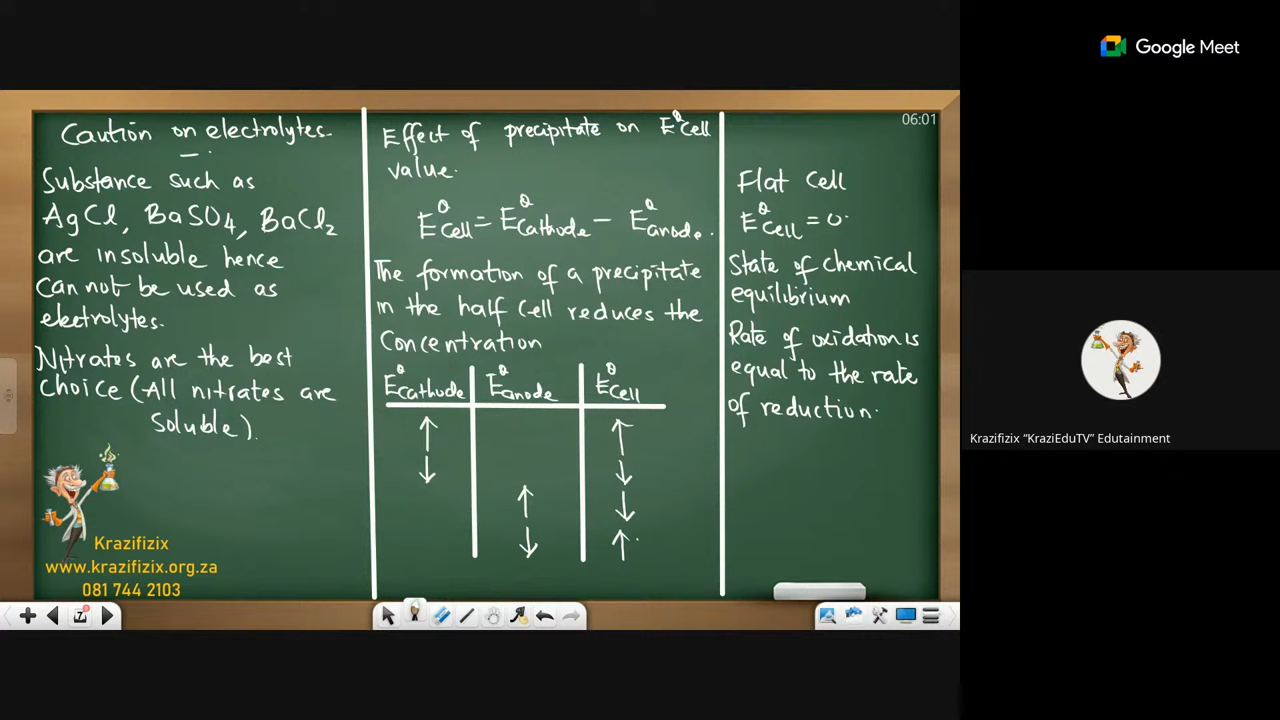 Caution on electrolytes.
Substance such as
AgCl, BaSO4, BaCl2
are insoluble hence
Can not be used as
electrolytes.
Nitrates are the best
choice (All nitrates are
Soluble).
Krazifizix
www.krazifizix.org.za
081 744 2103
Effect of precipitate on EθCell
value.
EθCell = EθCathode – Eθanode.
The formation of a precipitate
in the half cell reduces the
Concentration
EθCathode Eθanode EθCell
↑ ↑
↓ ↓
↑ ↓
↓ ↑
06:01
Flat Cell
EθCell = 0.
State of chemical
equilibrium
Rate of oxidation is
equal to the rate
of reduction.
7
Google Meet
Krazifizix “KraziEduTV” Edutainment